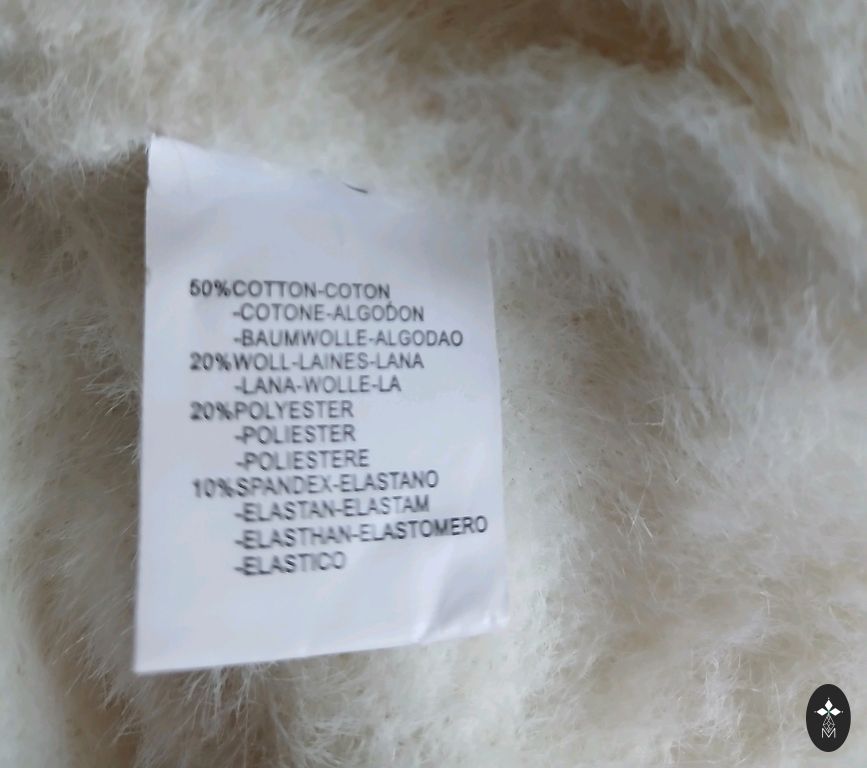 50%COTTON-COTON
-COTONE-ALGODÓN
-BAUMWOLLE-ALGODAO
20%WOLL-LAINES-LANA
-LANA-WOLLE-LA
20%POLYESTER
-POLIESTER
-POLIESTERE
10%SPANDEX-ELASTANO
-ELASTAN-ELASTAM
-ELASTHAN-ELASTOMERO
-ELASTICO
M